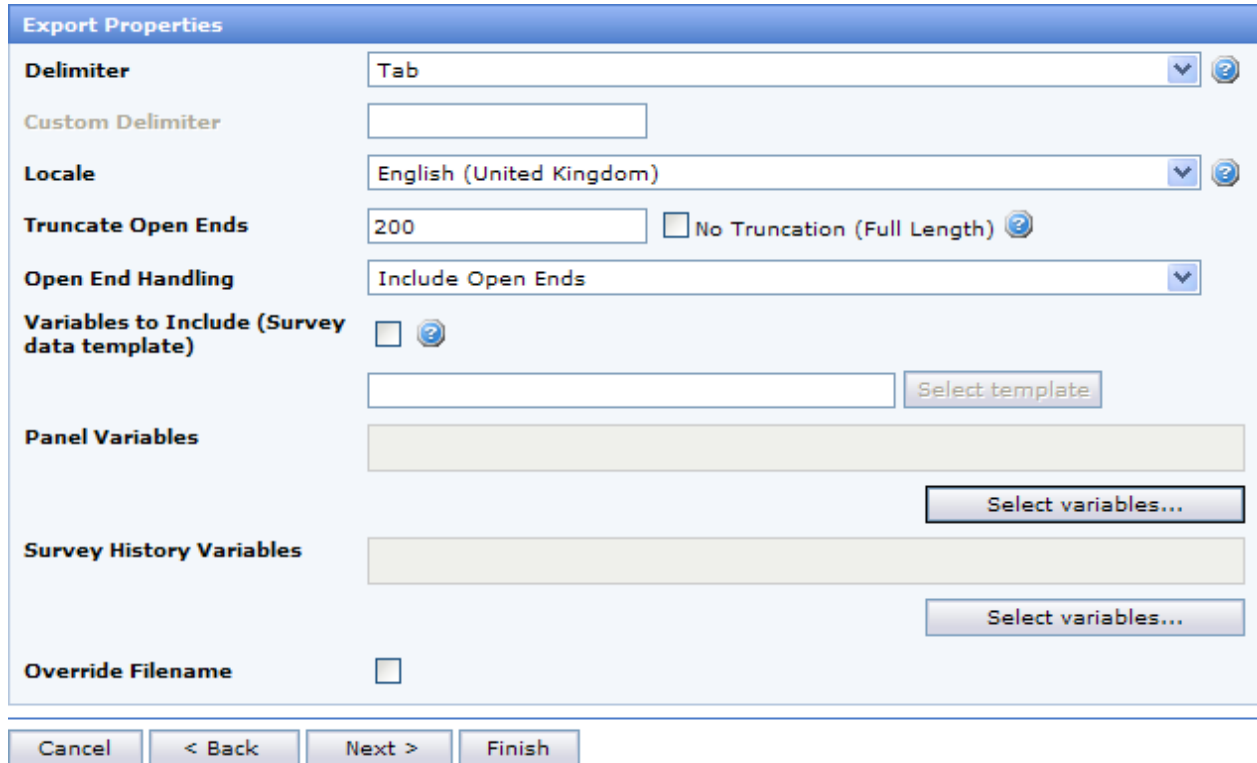 Export Properties
Delimiter Tab
Custom Delimiter
Locale English (United Kingdom)
Truncate Open Ends 200 No Truncation (Full Length)
Open End Handling Include Open Ends
Variables to Include (Survey
data template)
Select template
Panel Variables
Select variables...
Survey History Variables
Select variables...
Override Filename
Cancel < Back Next > Finish